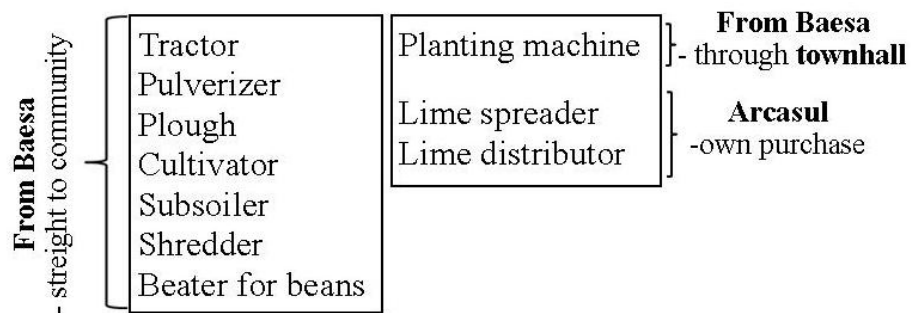 From Baesa
- streight to community
Tractor
Pulverizer
Plough
Cultivator
Subsoiler
Shredder
Beater for beans
Planting machine
Lime spreader
Lime distributor
From Baesa
- through townhall
Arcasul
-own purchase